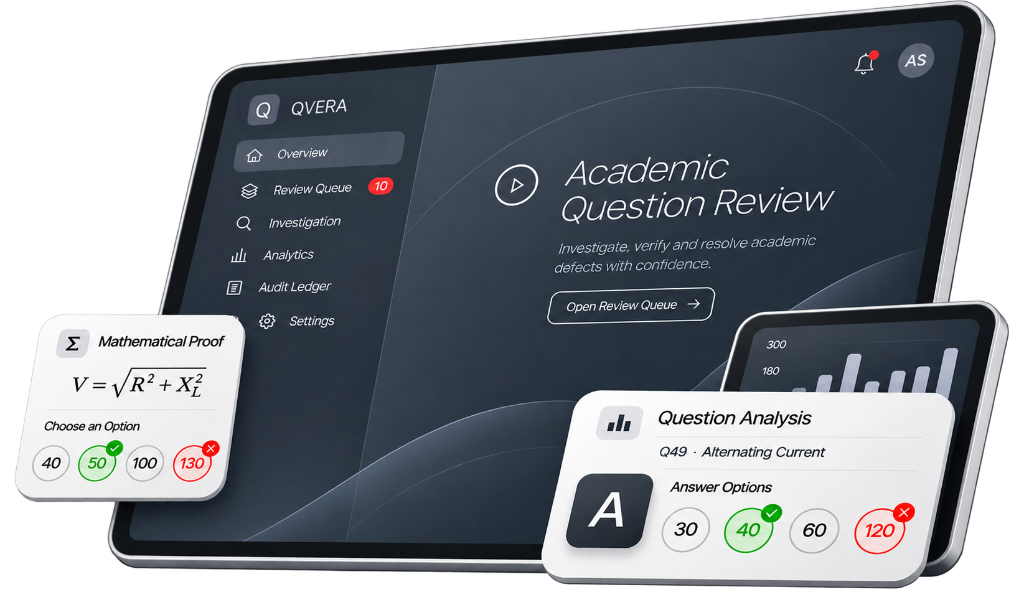 Q QVERA
Overview
Review Queue 10
Investigation
Analytics
Audit Ledger
Settings
AS
Academic
Question Review
Investigate, verify and resolve academic
defects with confidence.
Open Review Queue →
Σ Mathematical Proof
V = √R² + X_L²
Choose an Option
40 50 100 130
300
180
Question Analysis
Q49 · Alternating Current
A
Answer Options
30 40 60 120